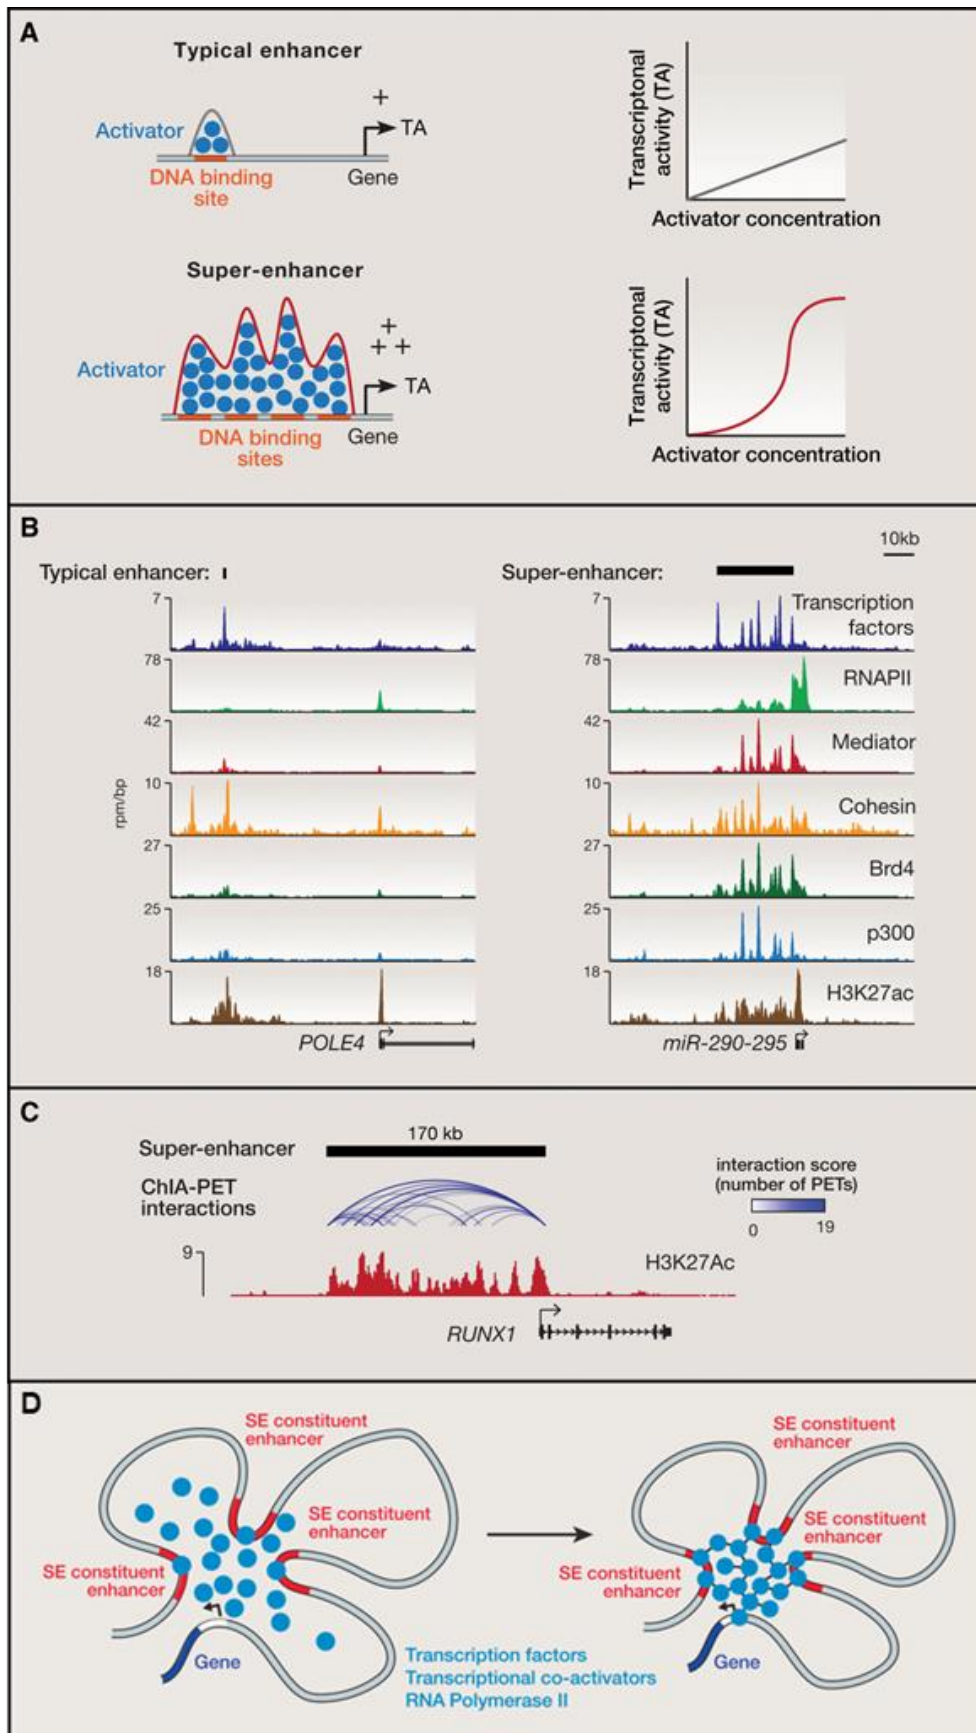 A
Typical enhancer
+
Activator
TA
DNA binding
site
Gene
Transcriptonal
activity (TA)
Activator concentration
Super-enhancer
+
+ +
Activator
TA
DNA binding
sites
Gene
Transcriptonal
activity (TA)
Activator concentration
B
10kb
Typical enhancer:
Super-enhancer:
7
78
42
10
27
25
18
rpm/bp
POLE4
7
Transcription
factors
78
RNAPII
42
Mediator
10
Cohesin
27
Brd4
25
p300
18
H3K27ac
miR-290-295
C
170 kb
Super-enhancer
ChIA-PET
interactions
interaction score
(number of PETs)
0
19
9
H3K27Ac
RUNX1
D
SE constituent
enhancer
SE constituent
enhancer
SE constituent
enhancer
Gene
Transcription factors
Transcriptional co-activators
RNA Polymerase II
SE constituent
enhancer
SE constituent
enhancer
SE constituent
enhancer
Gene